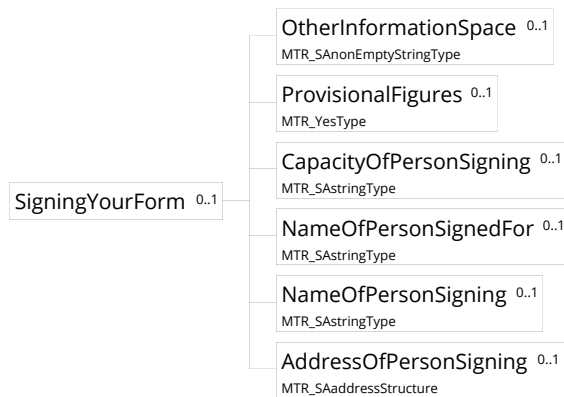 OtherInformationSpace 0..1
MTR_SAnonEmptyStringType
ProvisionalFigures 0..1
MTR_YesType
CapacityOfPersonSigning 0..1
MTR_SAstringType
SigningYourForm 0..1
NameOfPersonSignedFor 0..1
MTR_SAstringType
NameOfPersonSigning 0..1
MTR_SAstringType
AddressOfPersonSigning 0..1
MTR_SAaddressStructure